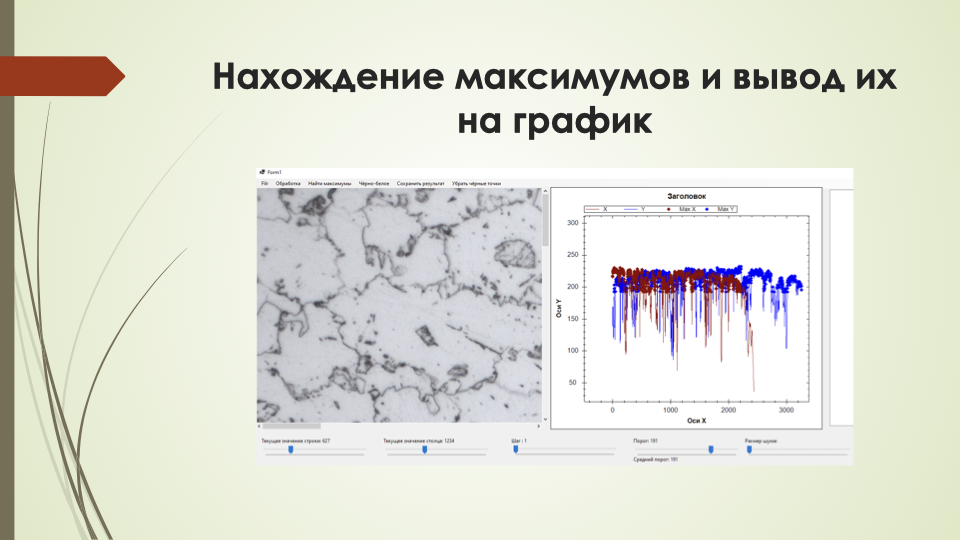 Нахождение максимумов и вывод их
на график
Form1
File Обработка Найти максимумы Чёрно-белое Сохранить результат Убрать чёрные точки
Заголовок
X Y Max X Max Y
300
250
200
150
100
50
Оси Y
0 1000 2000 3000
Оси X
Текущее значение строки: 627 Текущее значение столбца: 1234 Шаг : 1 Порог: 191 Размер шумов:
Средний порог: 191